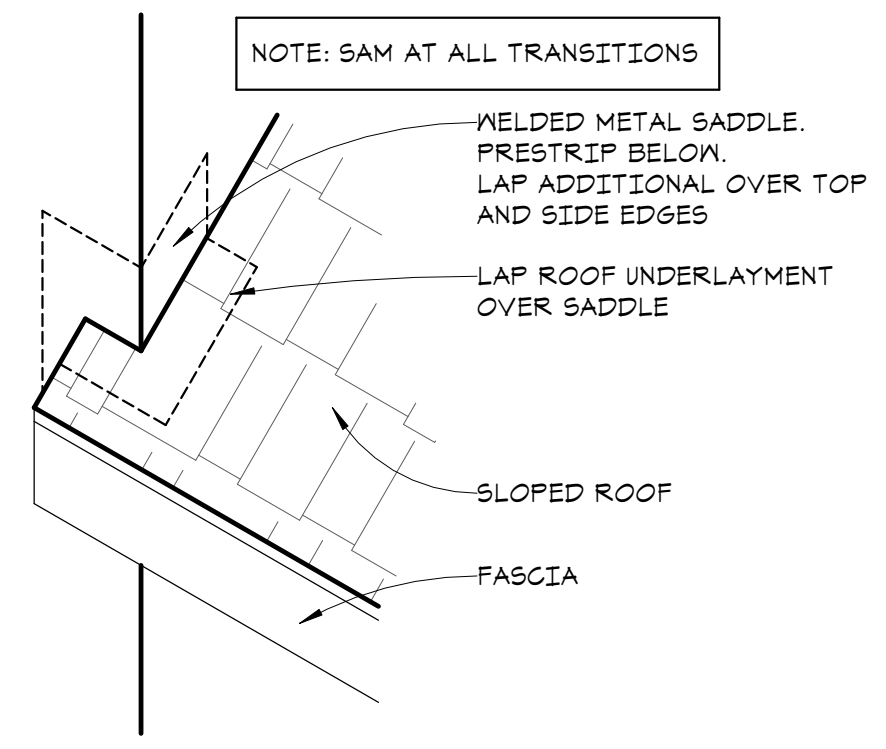 NOTE: SAM AT ALL TRANSITIONS
WELDED METAL SADDLE.
PRESTRIP BELOW.
LAP ADDITIONAL OVER TOP
AND SIDE EDGES
LAP ROOF UNDERLAYMENT
OVER SADDLE
SLOPED ROOF
FASCIA